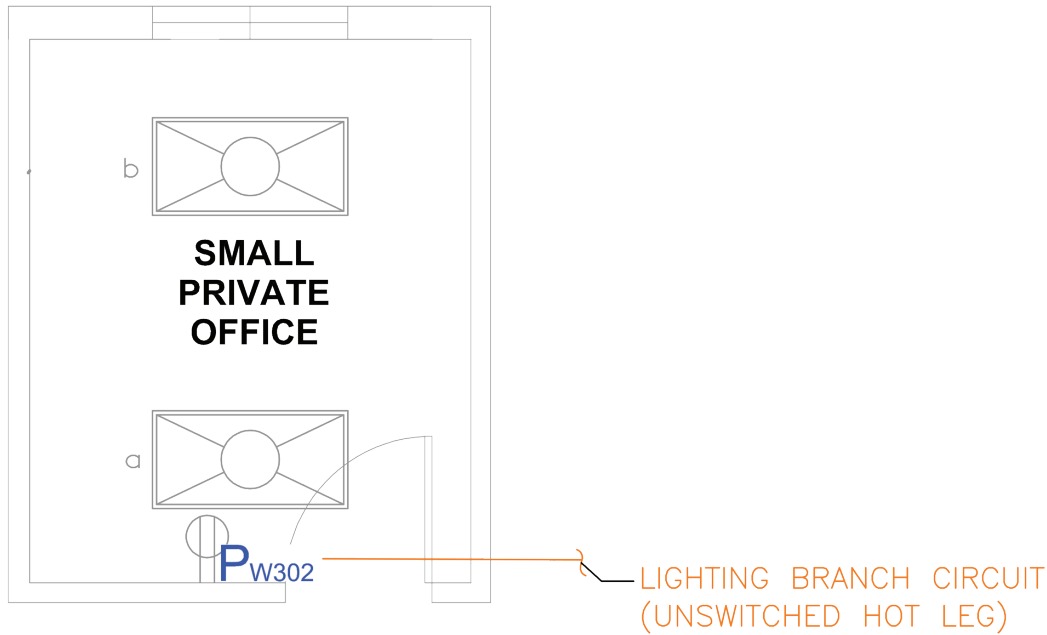 b
SMALL
PRIVATE
OFFICE
a
PW302
LIGHTING BRANCH CIRCUIT
(UNSWITCHED HOT LEG)